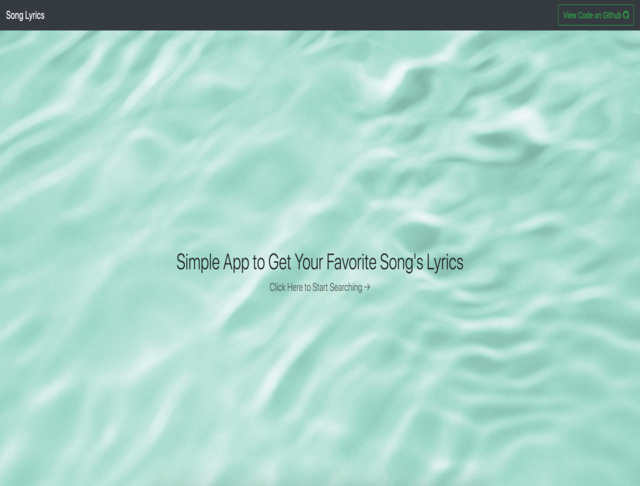 Song Lyrics
View Code on Github
Simple App to Get Your Favorite Song's Lyrics
Click Here to Start Searching →